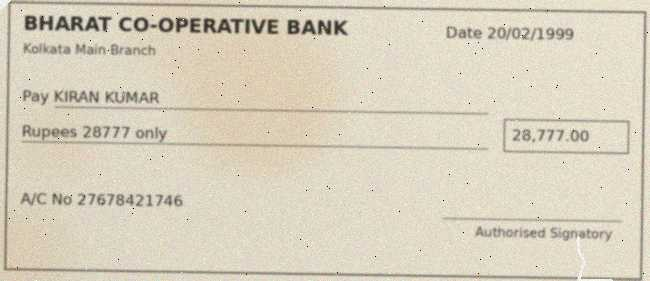 BHARAT CO-OPERATIVE BANK
Date 20/02/1999
Kolkata Main-Branch
Pay KIRAN KUMAR
Rupees 28777 only
28,777.00
A/C No 27678421746
Authorised Signatory